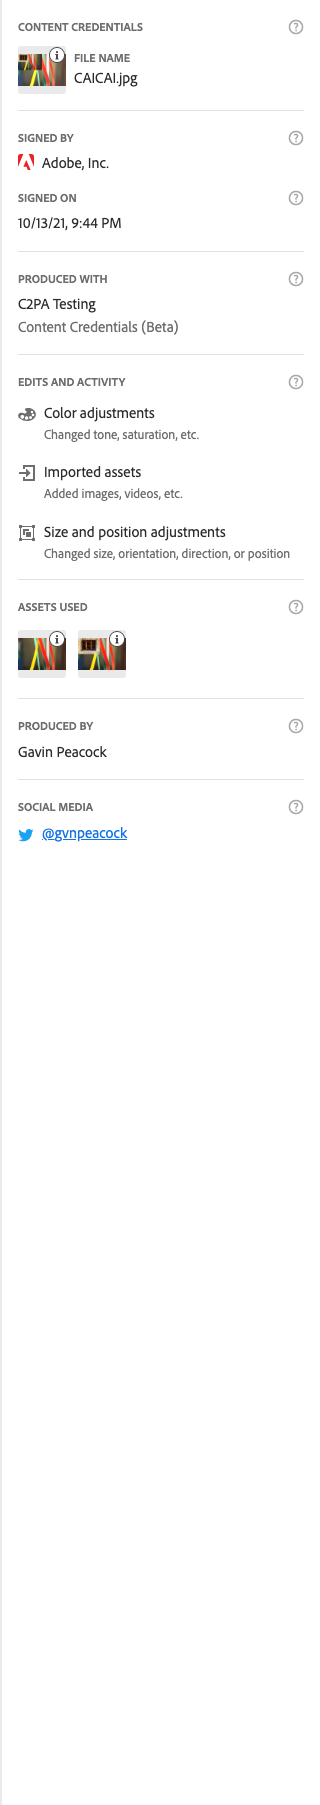 CONTENT CREDENTIALS
FILE NAME
CAICAI.jpg
SIGNED BY
Adobe, Inc.
SIGNED ON
10/13/21, 9:44 PM
PRODUCED WITH
C2PA Testing
Content Credentials (Beta)
EDITS AND ACTIVITY
Color adjustments
Changed tone, saturation, etc.
Imported assets
Added images, videos, etc.
Size and position adjustments
Changed size, orientation, direction, or position
ASSETS USED
PRODUCED BY
Gavin Peacock
SOCIAL MEDIA
@gvnpeacock